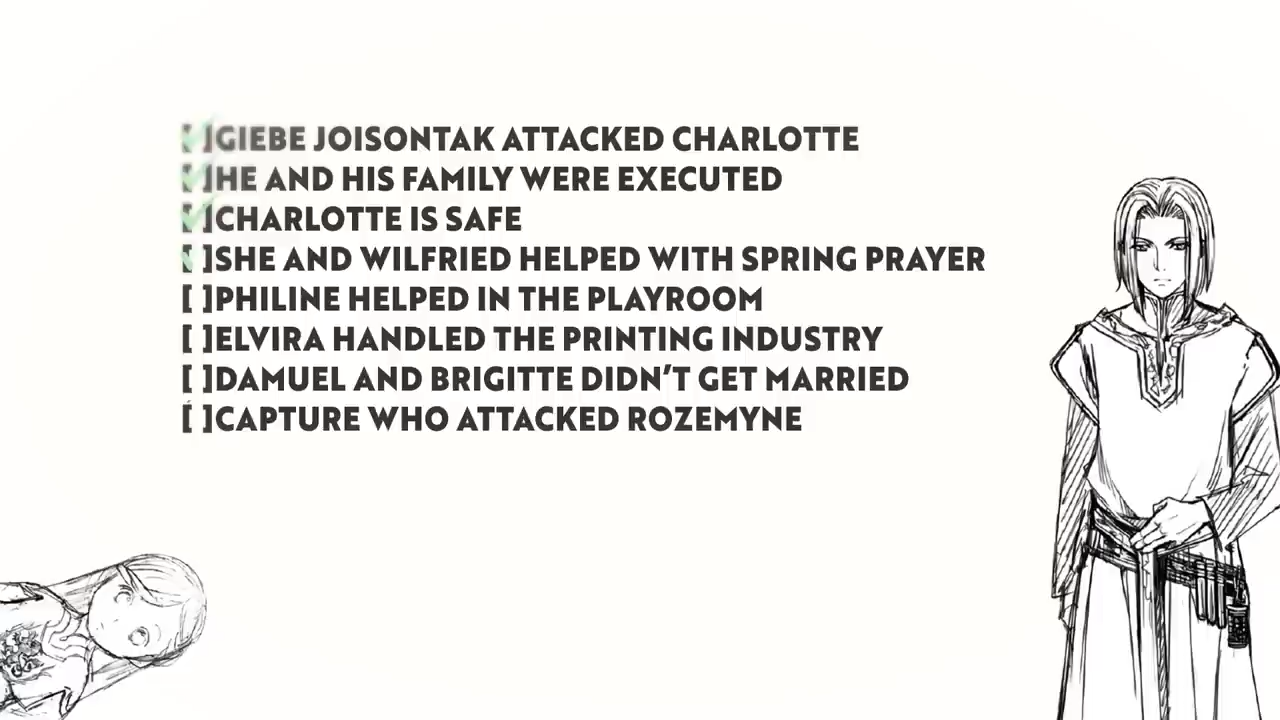 [ ]GIEBE JOISONTAK ATTACKED CHARLOTTE
[ ]HE AND HIS FAMILY WERE EXECUTED
[ ]CHARLOTTE IS SAFE
[ ]SHE AND WILFRIED HELPED WITH SPRING PRAYER
[ ]PHILINE HELPED IN THE PLAYROOM
[ ]ELVIRA HANDLED THE PRINTING INDUSTRY
[ ]DAMUEL AND BRIGITTE DIDN'T GET MARRIED
[ ]CAPTURE WHO ATTACKED ROZEMYNE